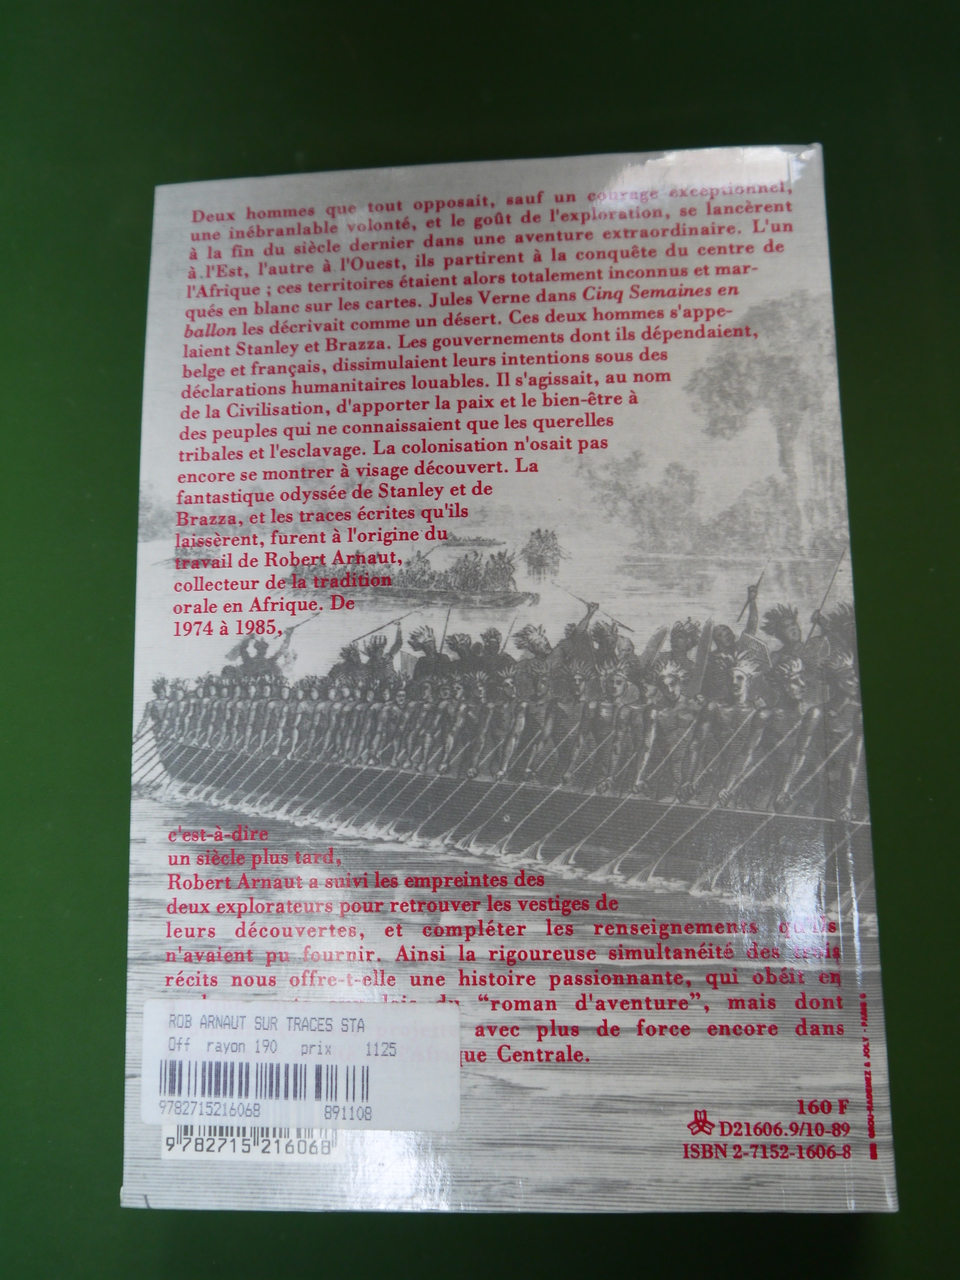 Deux hommes que tout opposait, sauf un courage exceptionnel,
une inébranlable volonté, et le goût de l'exploration, se lancèrent
à la fin du siècle dernier dans une aventure extraordinaire. L'un
à l'Est, l'autre à l'Ouest, ils partirent à la conquête du centre de
l'Afrique ; ces territoires étaient alors totalement inconnus et mar-
qués en blanc sur les cartes. Jules Verne dans Cinq Semaines en
ballon les décrivait comme un désert. Ces deux hommes s'appe-
laient Stanley et Brazza. Les gouvernements dont ils dépendaient,
belge et français, dissimulaient leurs intentions sous des
déclarations humanitaires louables. Il s'agissait, au nom
de la Civilisation, d'apporter la paix et le bien-être à
des peuples qui ne connaissaient que les querelles
tribales et l'esclavage. La colonisation n'osait pas
encore se montrer à visage découvert. La
fantastique odyssée de Stanley et de
Brazza, et les traces écrites qu'ils
laissèrent, furent à l'origine du
travail de Robert Arnaut,
collecteur de la tradition
orale en Afrique. De
1974 à 1985,
c'est-à-dire
un siècle plus tard,
Robert Arnaut a suivi les empreintes des
deux explorateurs pour retrouver les vestiges de
leurs découvertes, et compléter les renseignements qu'ils
n'avaient pu fournir. Ainsi la rigoureuse simultanéité des trois
récits nous offre-t-elle une histoire passionnante, qui obéit en
du "roman d'aventure", mais dont
avec plus de force encore dans
que Centrale.
ROB ARNAUT SUR TRACES STA
Off rayon 190 prix 1125
9782715216068 891108
9 782715 216068
160 F
D21606.9/10-89
ISBN 2-7152-1606-8